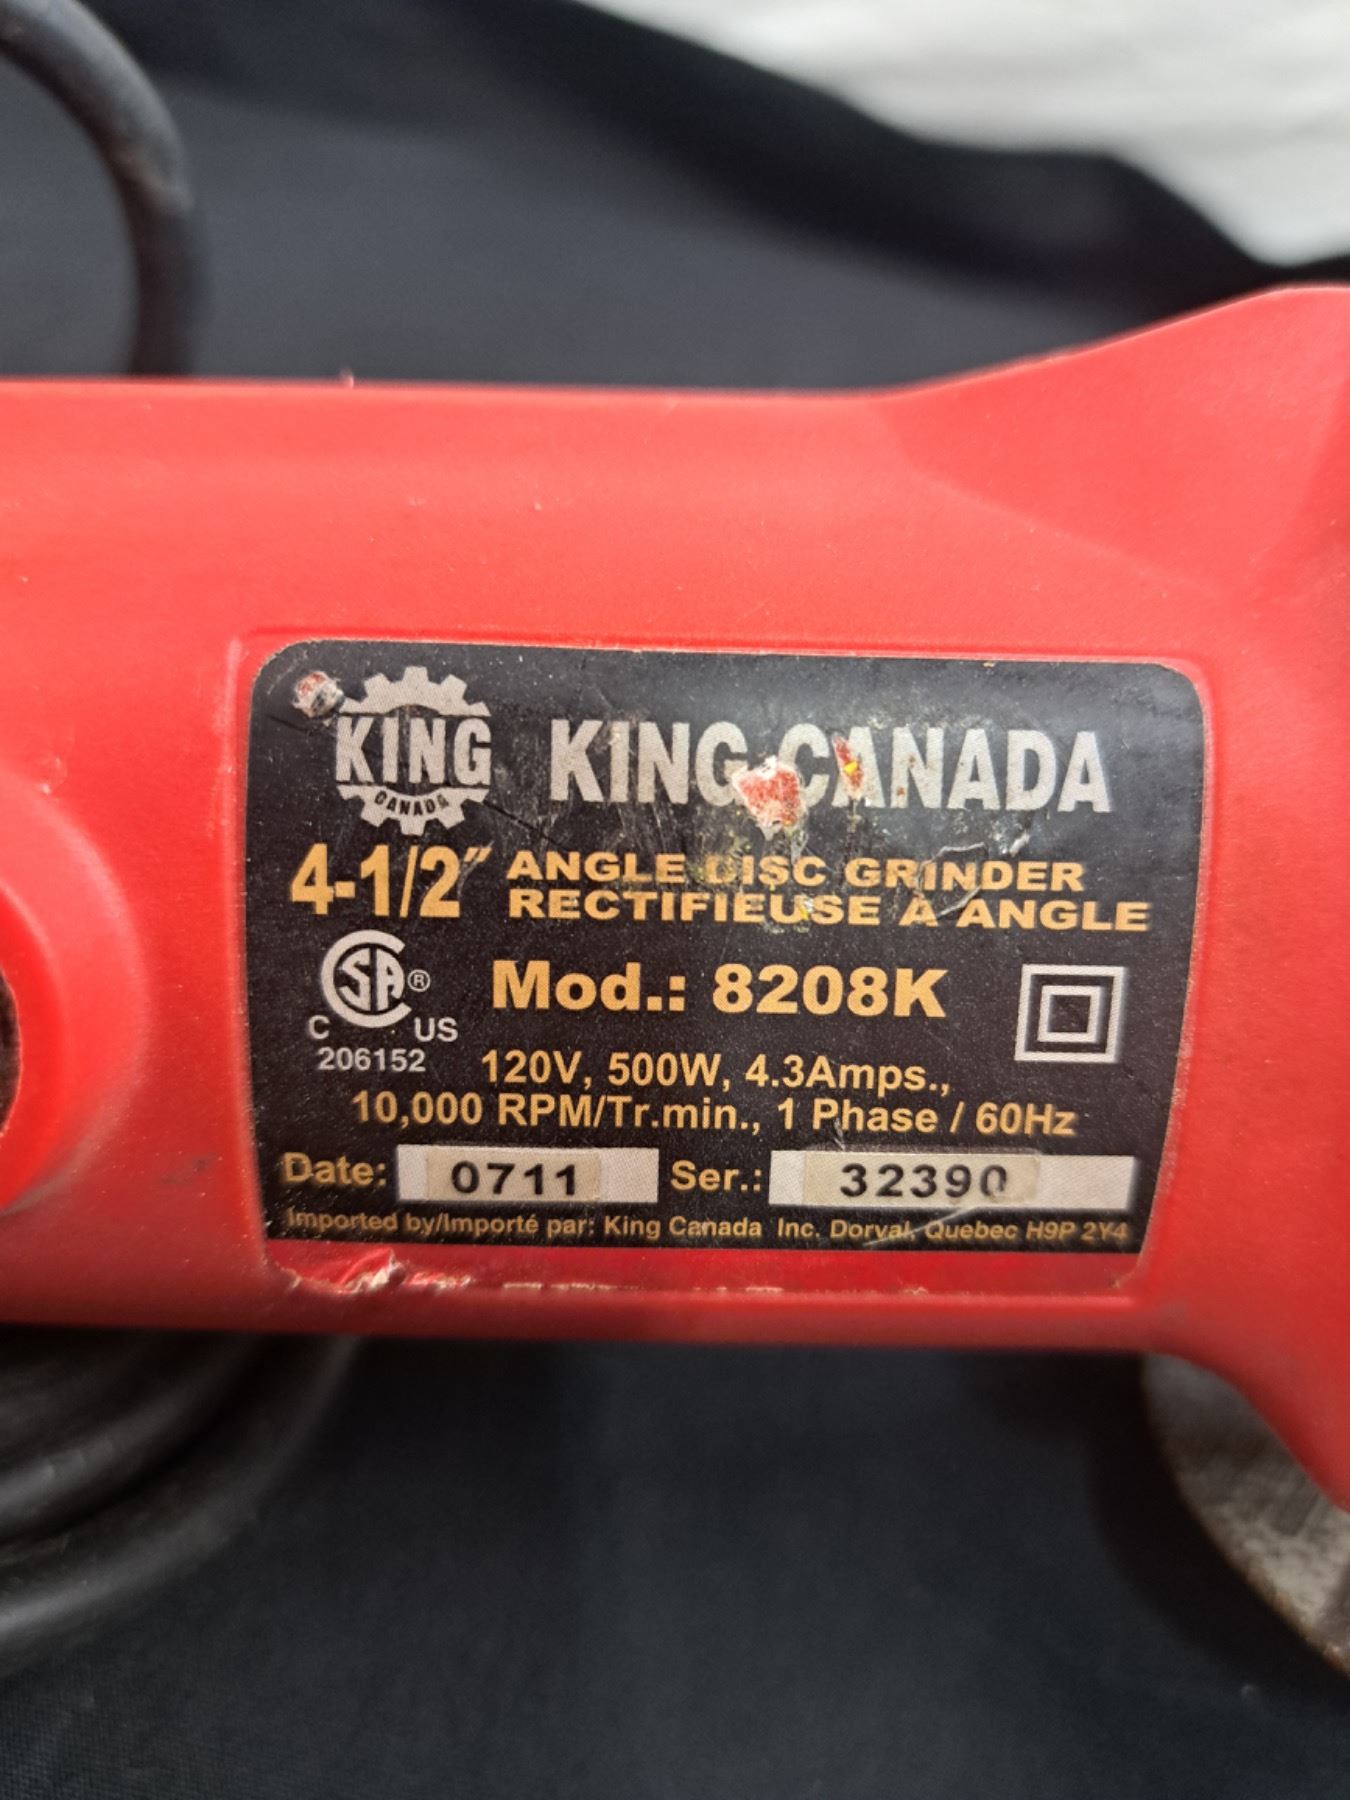 KING
CANADA
KING CANADA
4-1/2″
ANGLE DISC GRINDER
RECTIFIEUSE À ANGLE
CSA ®
C US
206152
Mod.: 8208K
120V, 500W, 4.3Amps.,
10,000 RPM/Tr.min., 1 Phase / 60Hz
Date: 0711 Ser.: 32390
Imported by/Importé par: King Canada Inc. Dorval, Quebec H9P 2Y4